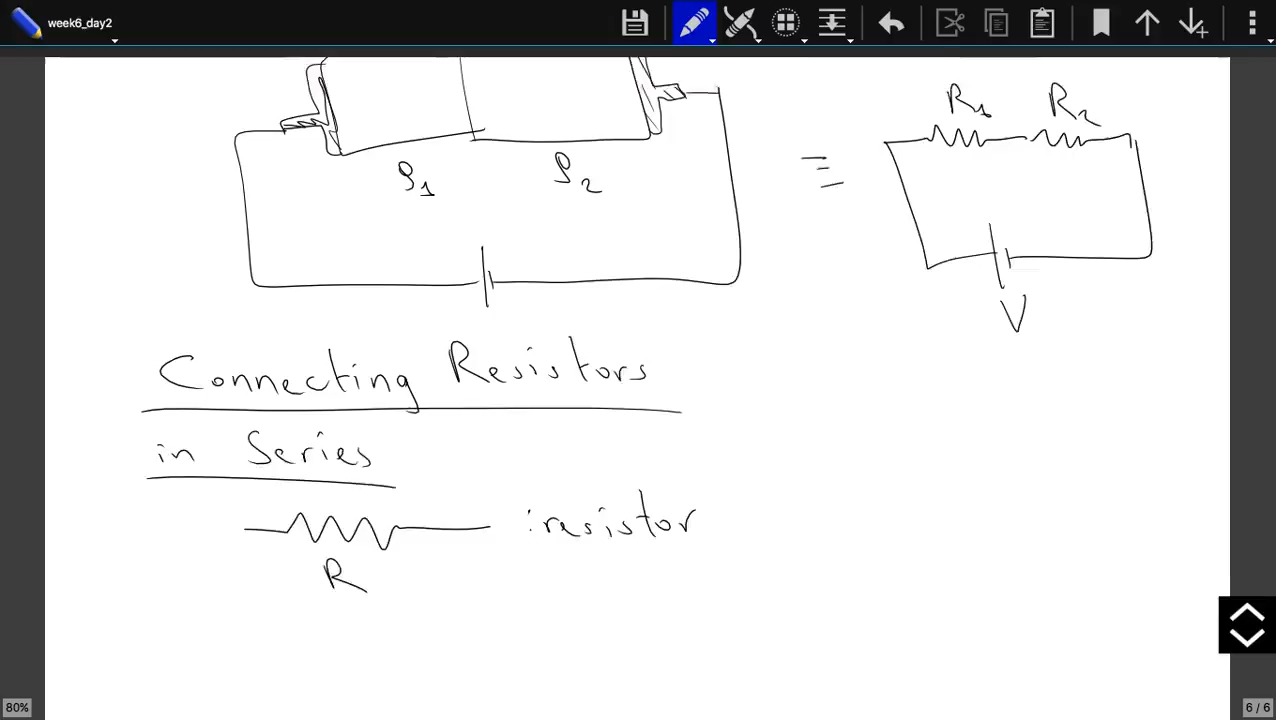 week6_day2
R1 R2
ρ1 ρ2
V
Connecting Resistors
in Series
:resistor
R
80%
6 / 6